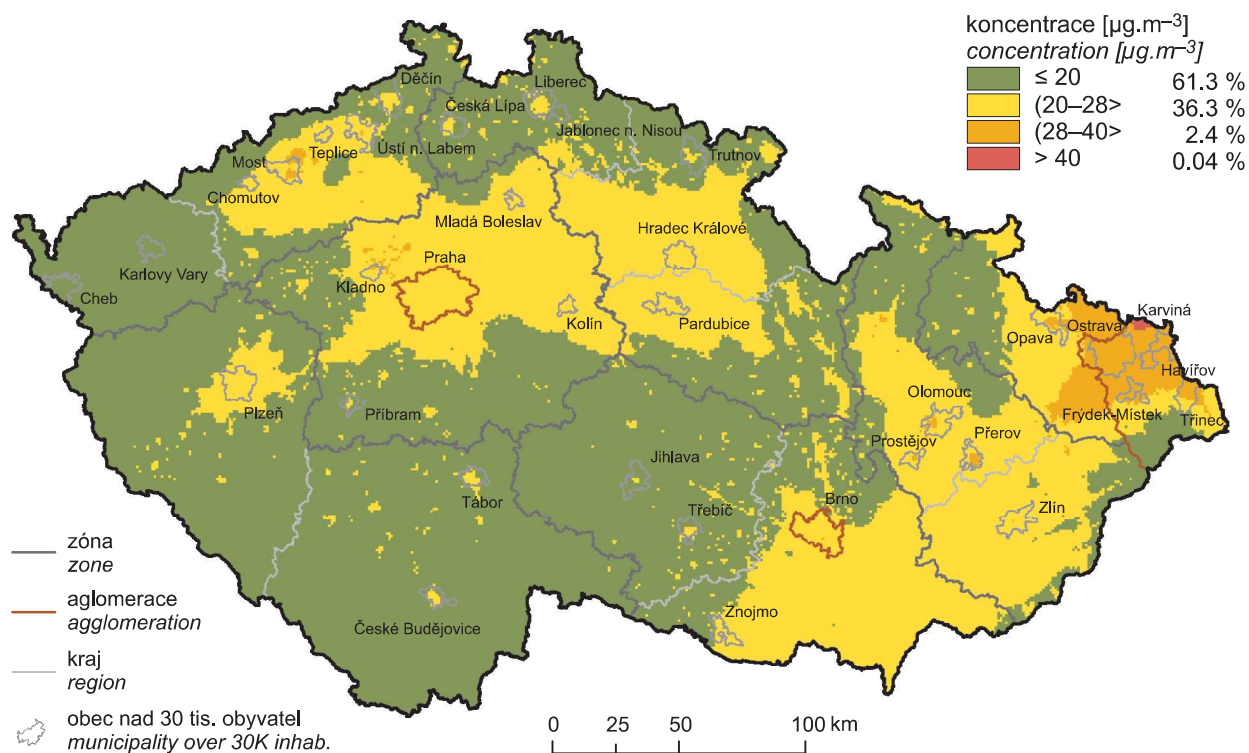 koncentrace [µg.m–3]
concentration [µg.m–3]
≤ 20 61.3 %
(20–28> 36.3 %
(28–40> 2.4 %
> 40 0.04 %
Děčín
Liberec
Česká Lípa
Jablonec n. Nisou
Teplice
Ústí n. Labem
Trutnov
Most
Chomutov
Mladá Boleslav
Hradec Králové
Karlovy Vary
Praha
Kladno
Cheb
Kolín
Pardubice
Karviná
Ostrava
Opava
Havířov
Plzeň
Příbram
Olomouc
Frýdek-Místek
Třinec
Prostějov
Přerov
Jihlava
Tábor
Třebíč
Brno
Zlín
Znojmo
České Budějovice
zóna
zone
aglomerace
agglomeration
kraj
region
obec nad 30 tis. obyvatel
municipality over 30K inhab.
0 25 50 100 km